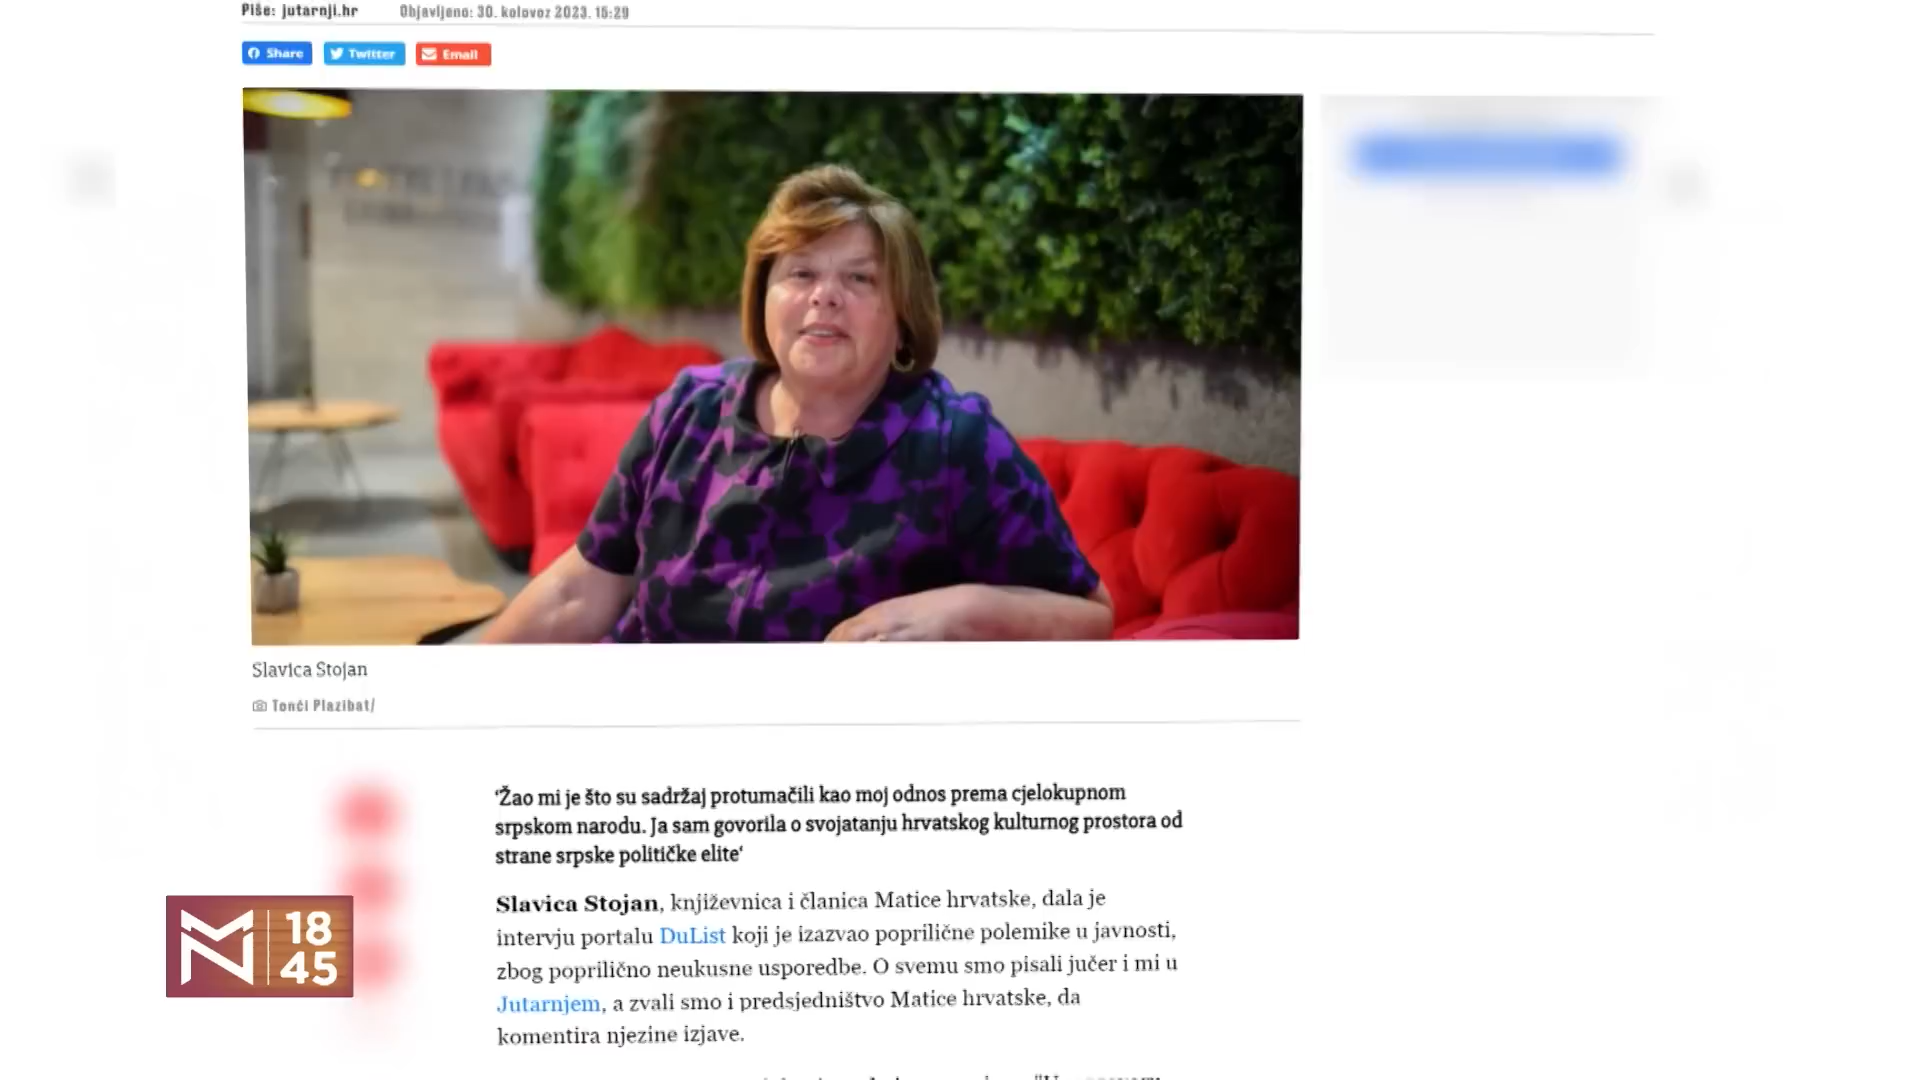 Piše: jutarnji.hr Objavljeno: 30. kolovoz 2023. 15:29
Share Twitter Email
Slavica Stojan
Tonči Plazibat/
‘Žao mi je što su sadržaj protumačili kao moj odnos prema cjelokupnom
srpskom narodu. Ja sam govorila o svojatanju hrvatskog kulturnog prostora od
strane srpske političke elite‘
Slavica Stojan, književnica i članica Matice hrvatske, dala je
intervju portalu DuList koji je izazvao poprilične polemike u javnosti,
zbog poprilično neukusne usporedbe. O svemu smo pisali jučer i mi u
Jutarnjem, a zvali smo i predsjedništvo Matice hrvatske, da
komentira njezine izjave.
18
45